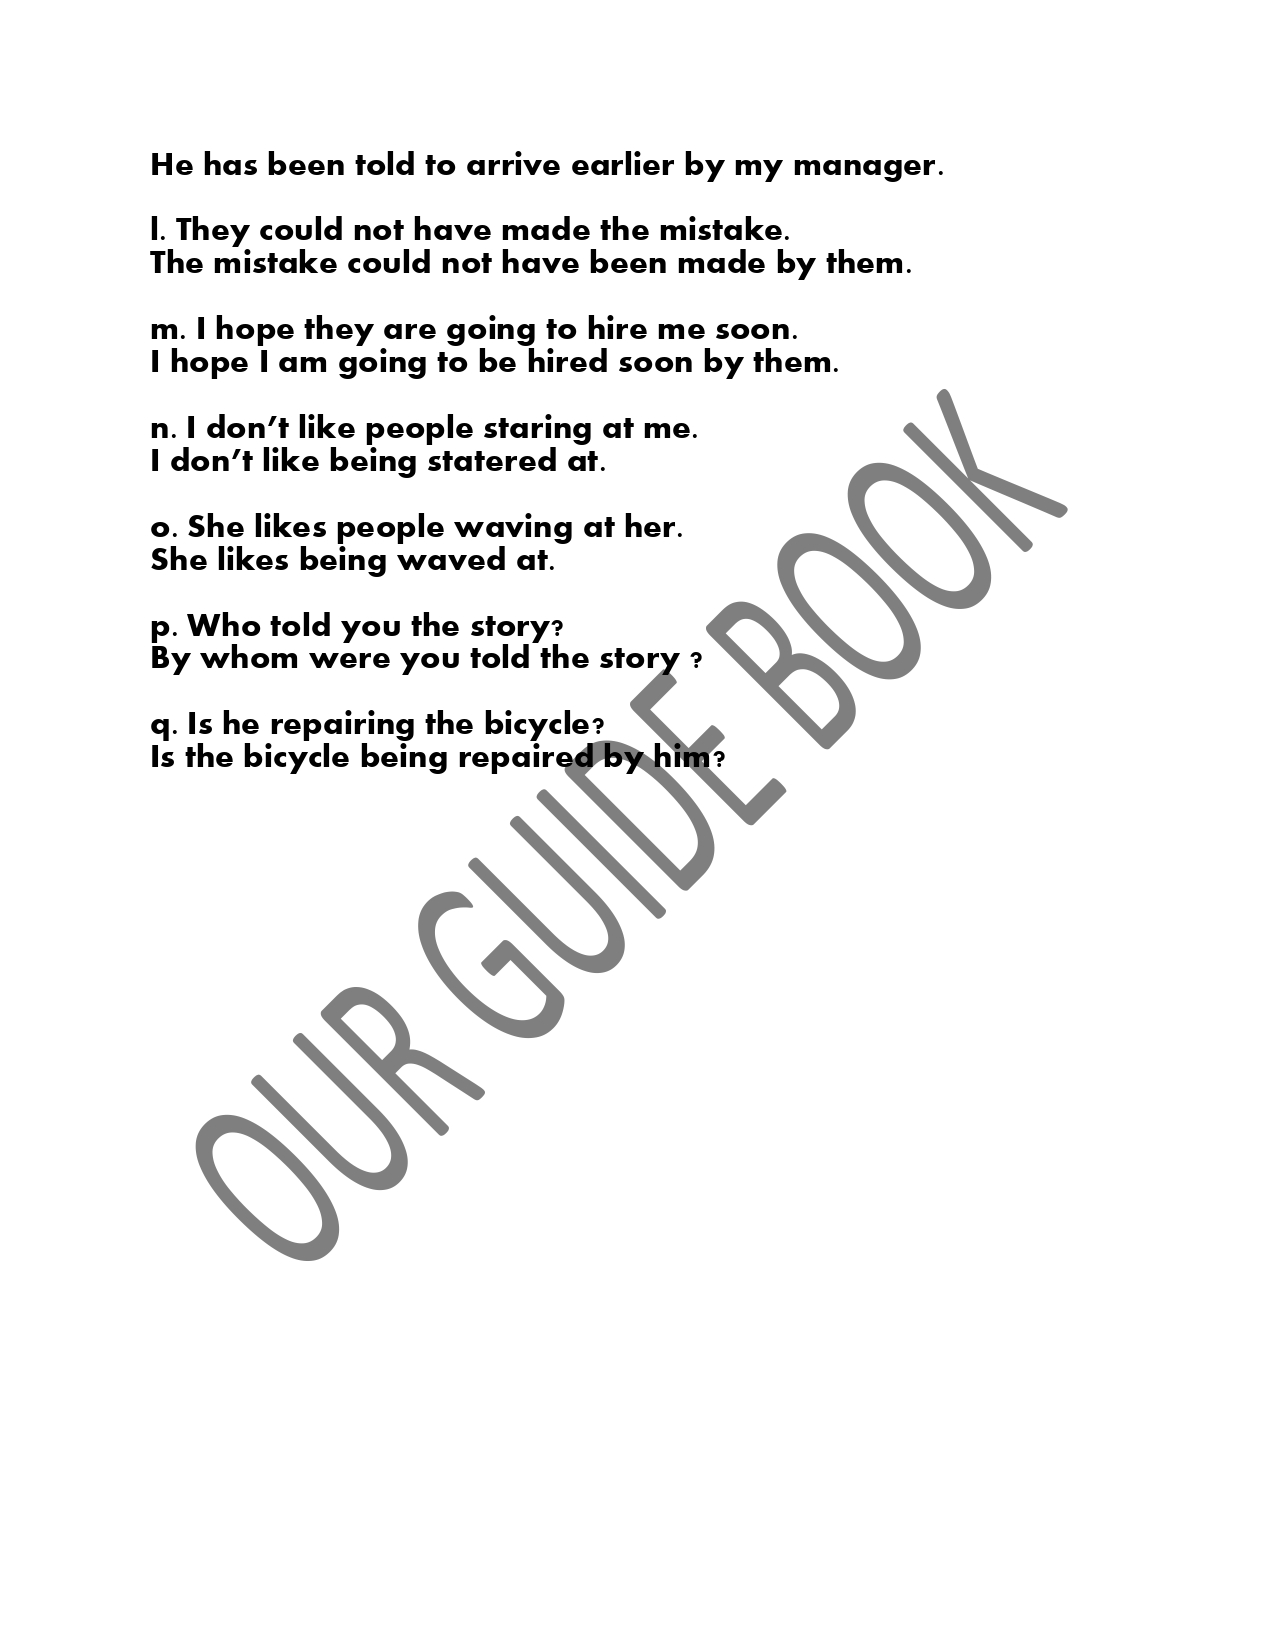 He has been told to arrive earlier by my manager.
l. They could not have made the mistake.
The mistake could not have been made by them.
m. I hope they are going to hire me soon.
I hope I am going to be hired soon by them.
n. I don’t like people staring at me.
I don’t like being statered at.
o. She likes people waving at her.
She likes being waved at.
p. Who told you the story?
By whom were you told the story ?
q. Is he repairing the bicycle?
Is the bicycle being repaired by him?
OUR GUIDE BOOK